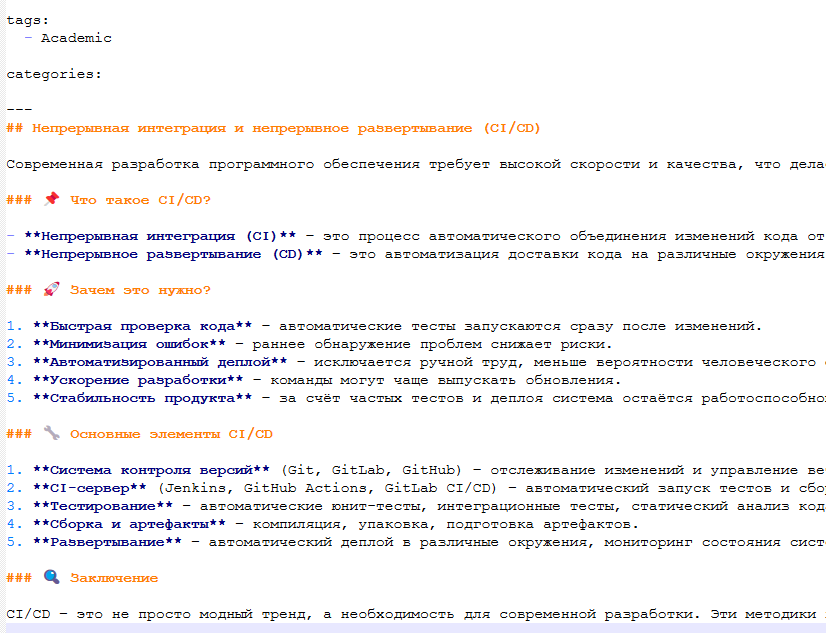 tags:
- Academic
categories:
---
## Непрерывная интеграция и непрерывное развертывание (CI/CD)
Современная разработка программного обеспечения требует высокой скорости и качества, что
### 📌 Что такое CI/CD?
- **Непрерывная интеграция (CI)** – это процесс автоматического объединения изменений кода от
- **Непрерывное развертывание (CD)** – это автоматизация доставки кода на различные окружения
### 🚀 Зачем это нужно?
1. **Быстрая проверка кода** – автоматические тесты запускаются сразу после изменений.
2. **Минимизация ошибок** – раннее обнаружение проблем снижает риски.
3. **Автоматизированный деплой** – исключается ручной труд, меньше вероятности человеческого
4. **Ускорение разработки** – команды могут чаще выпускать обновления.
5. **Стабильность продукта** – за счёт частых тестов и деплоя система остаётся
### 🔧 Основные элементы CI/CD
1. **Система контроля версий** (Git, GitLab, GitHub) – отслеживание изменений и управление
2. **CI-сервер** (Jenkins, GitHub Actions, GitLab CI/CD) – автоматический запуск тестов и
3. **Тестирование** – автоматические юнит-тесты, интеграционные тесты, статический анализ
4. **Сборка и артефакты** – компиляция, упаковка, подготовка артефактов.
5. **Развертывание** – автоматический деплой в различные окружения, мониторинг состояния
### 🔍 Заключение
CI/CD – это не просто модный тренд, а необходимость для современной разработки. Эти методики